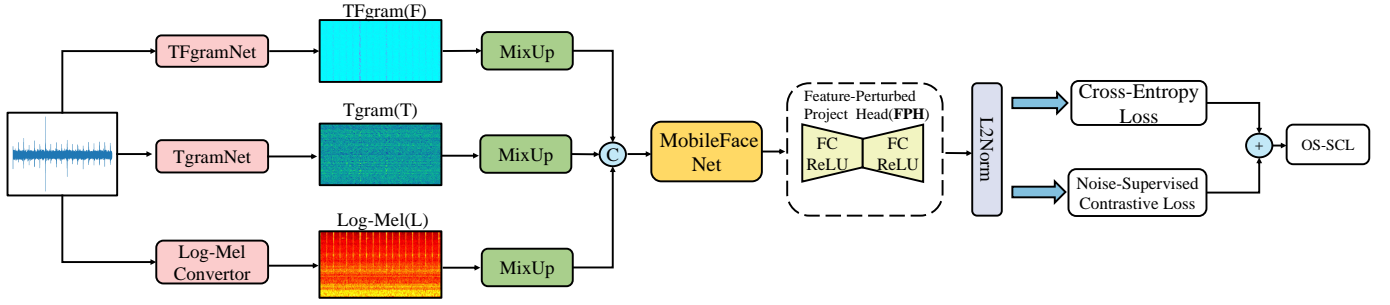 TFgram(F)
TFgramNet
MixUp
Tgram(T)
TgramNet
MixUp
Log-Mel(L)
Log-Mel
Convertor
MixUp
C
MobileFace
Net
Feature-Perturbed
Project Head(FPH)
FC
ReLU
FC
ReLU
L2Norm
Cross-Entropy
Loss
Noise-Supervised
Contrastive Loss
+
OS-SCL